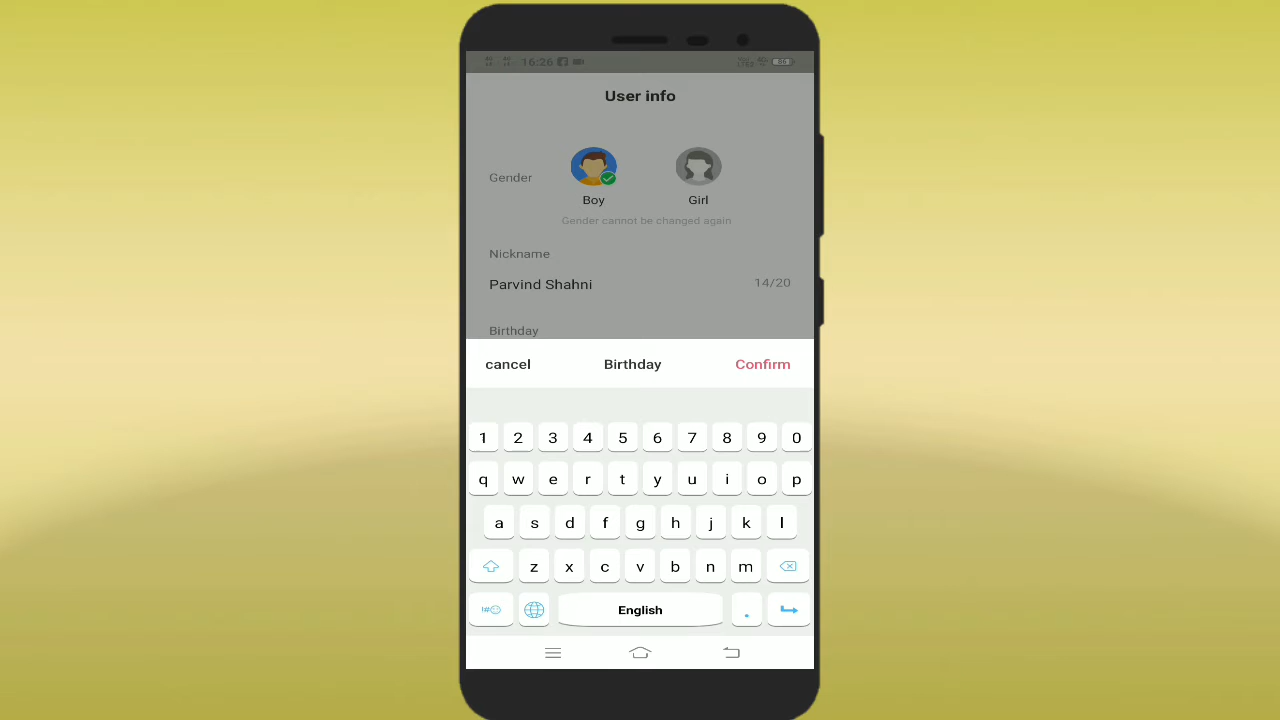 16:26 86
User info
Gender
Boy Girl
Gender cannot be changed again
Nickname
Parvind Shahni 14/20
Birthday
cancel Birthday Confirm
1 2 3 4 5 6 7 8 9 0
q w e r t y u i o p
a s d f g h j k l
z x c v b n m
!#☺ English .